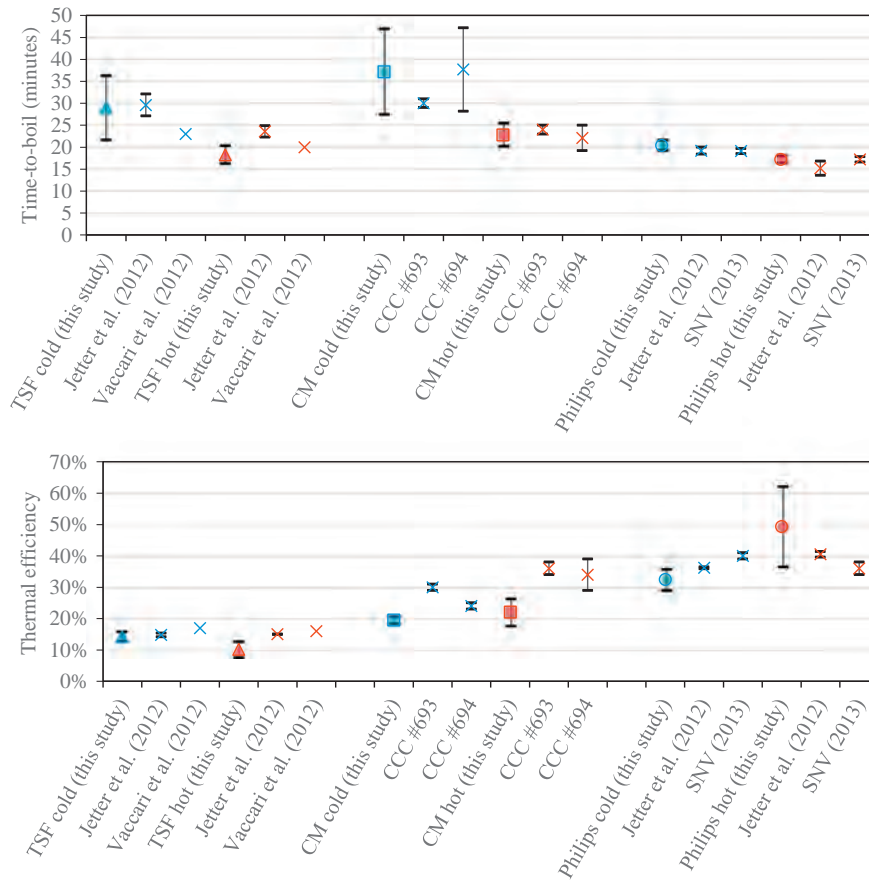 Time-to-boil (minutes)
50
45
40
35
30
25
20
15
10
5
0
TSF cold (this study)
Jetter et al. (2012)
Vaccari et al. (2012)
TSF hot (this study)
Jetter et al. (2012)
Vaccari et al. (2012)
CM cold (this study)
CCC #693
CCC #694
CM hot (this study)
CCC #693
CCC #694
Philips cold (this study)
Jetter et al. (2012)
SNV (2013)
Philips hot (this study)
Jetter et al. (2012)
SNV (2013)
Thermal efficiency
70%
60%
50%
40%
30%
20%
10%
0%
TSF cold (this study)
Jetter et al. (2012)
Vaccari et al. (2012)
TSF hot (this study)
Jetter et al. (2012)
Vaccari et al. (2012)
CM cold (this study)
CCC #693
CCC #694
CM hot (this study)
CCC #693
CCC #694
Philips cold (this study)
Jetter et al. (2012)
SNV (2013)
Philips hot (this study)
Jetter et al. (2012)
SNV (2013)